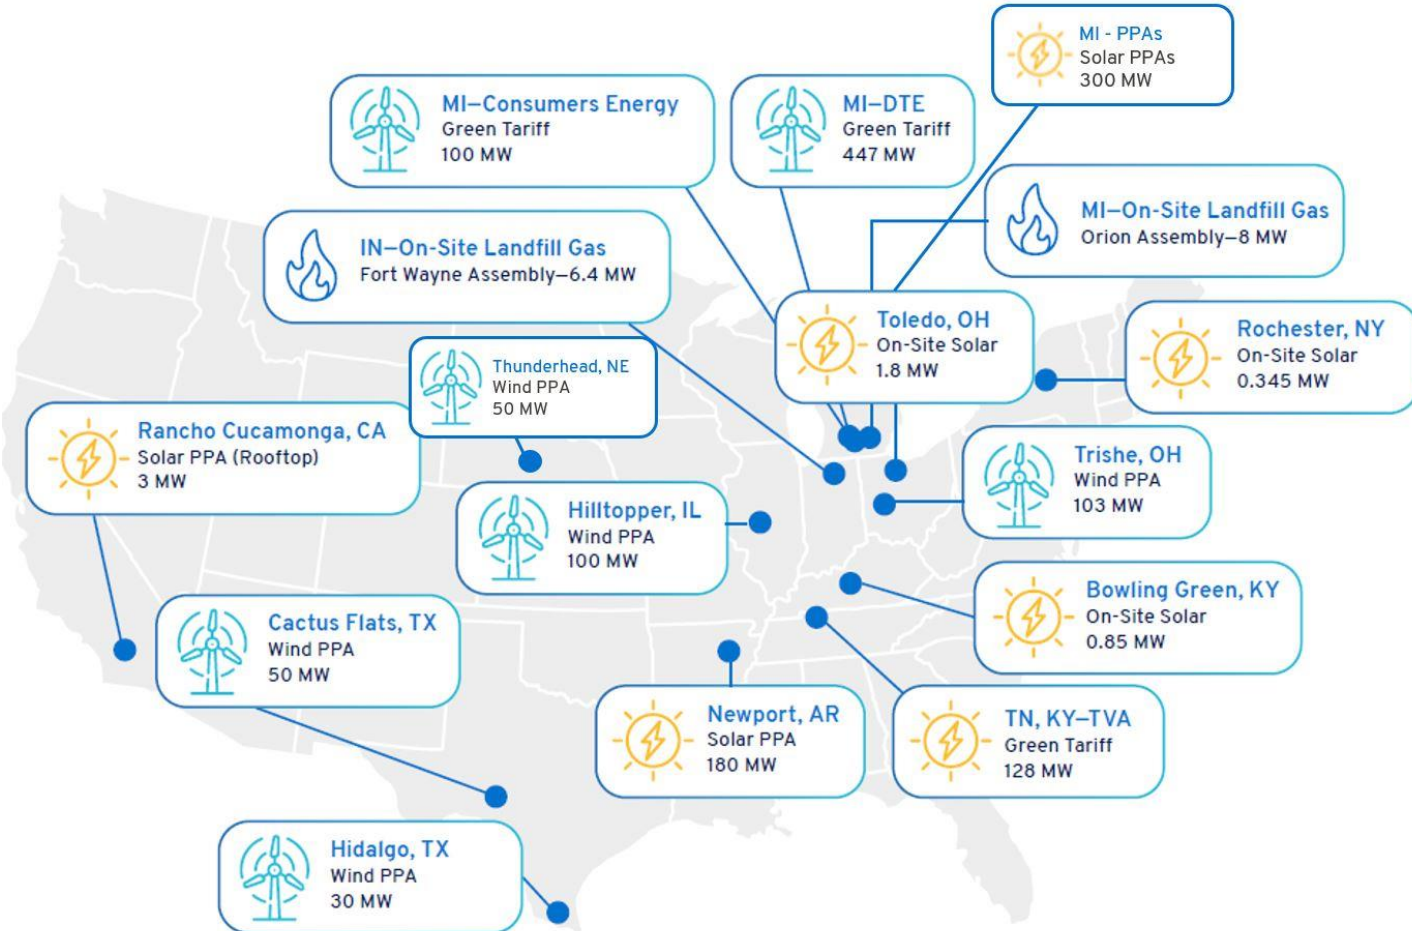 MI - PPAs
Solar PPAs
300 MW
MI–Consumers Energy
Green Tariff
100 MW
MI–DTE
Green Tariff
447 MW
MI–On-Site Landfill Gas
Orion Assembly–8 MW
IN–On-Site Landfill Gas
Fort Wayne Assembly–6.4 MW
Toledo, OH
On-Site Solar
1.8 MW
Rochester, NY
On-Site Solar
0.345 MW
Thunderhead, NE
Wind PPA
50 MW
Rancho Cucamonga, CA
Solar PPA (Rooftop)
3 MW
Trishe, OH
Wind PPA
103 MW
Hilltopper, IL
Wind PPA
100 MW
Bowling Green, KY
On-Site Solar
0.85 MW
Cactus Flats, TX
Wind PPA
50 MW
Newport, AR
Solar PPA
180 MW
TN, KY–TVA
Green Tariff
128 MW
Hidalgo, TX
Wind PPA
30 MW